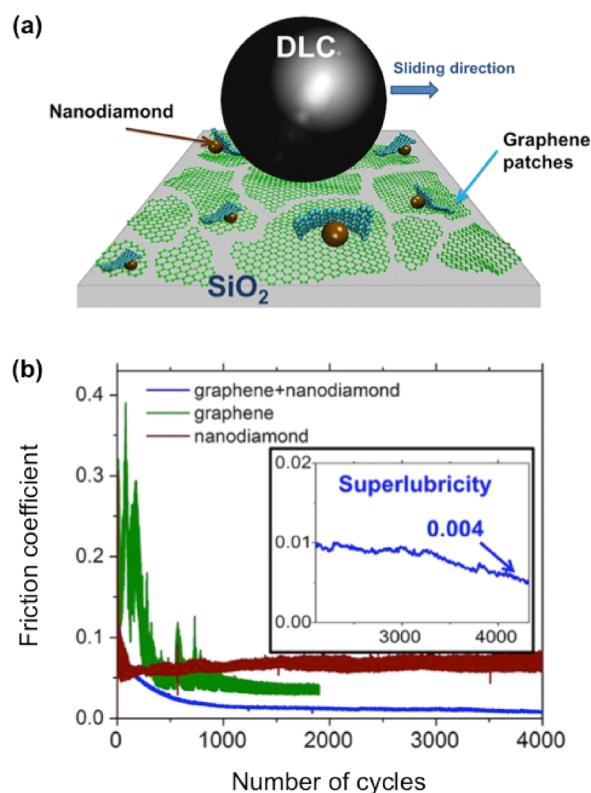 (a)
DLC
Sliding direction
Nanodiamond
Graphene
patches
SiO₂
(b)
0.4
0.3
0.2
0.1
0.0
Friction coefficient
graphene+nanodiamond
graphene
nanodiamond
0.02
0.01
0.00
Superlubricity
0.004
3000
4000
0
1000
2000
3000
4000
Number of cycles